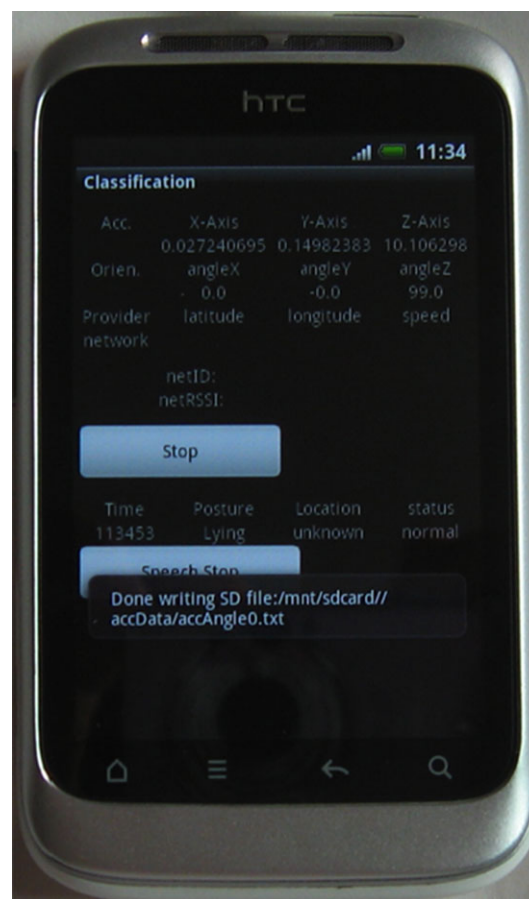 hTC
11:34
Classification
Acc. X-Axis Y-Axis Z-Axis
0.027240695 0.14982383 10.106298
Orien. angleX angleY angleZ
- 0.0 -0.0 99.0
Provider latitude longitude speed
network
netID:
netRSSI:
Stop
Time Posture Location status
113453 Lying unknown normal
Speech Stop
Done writing SD file:/mnt/sdcard//
accData/accAngle0.txt